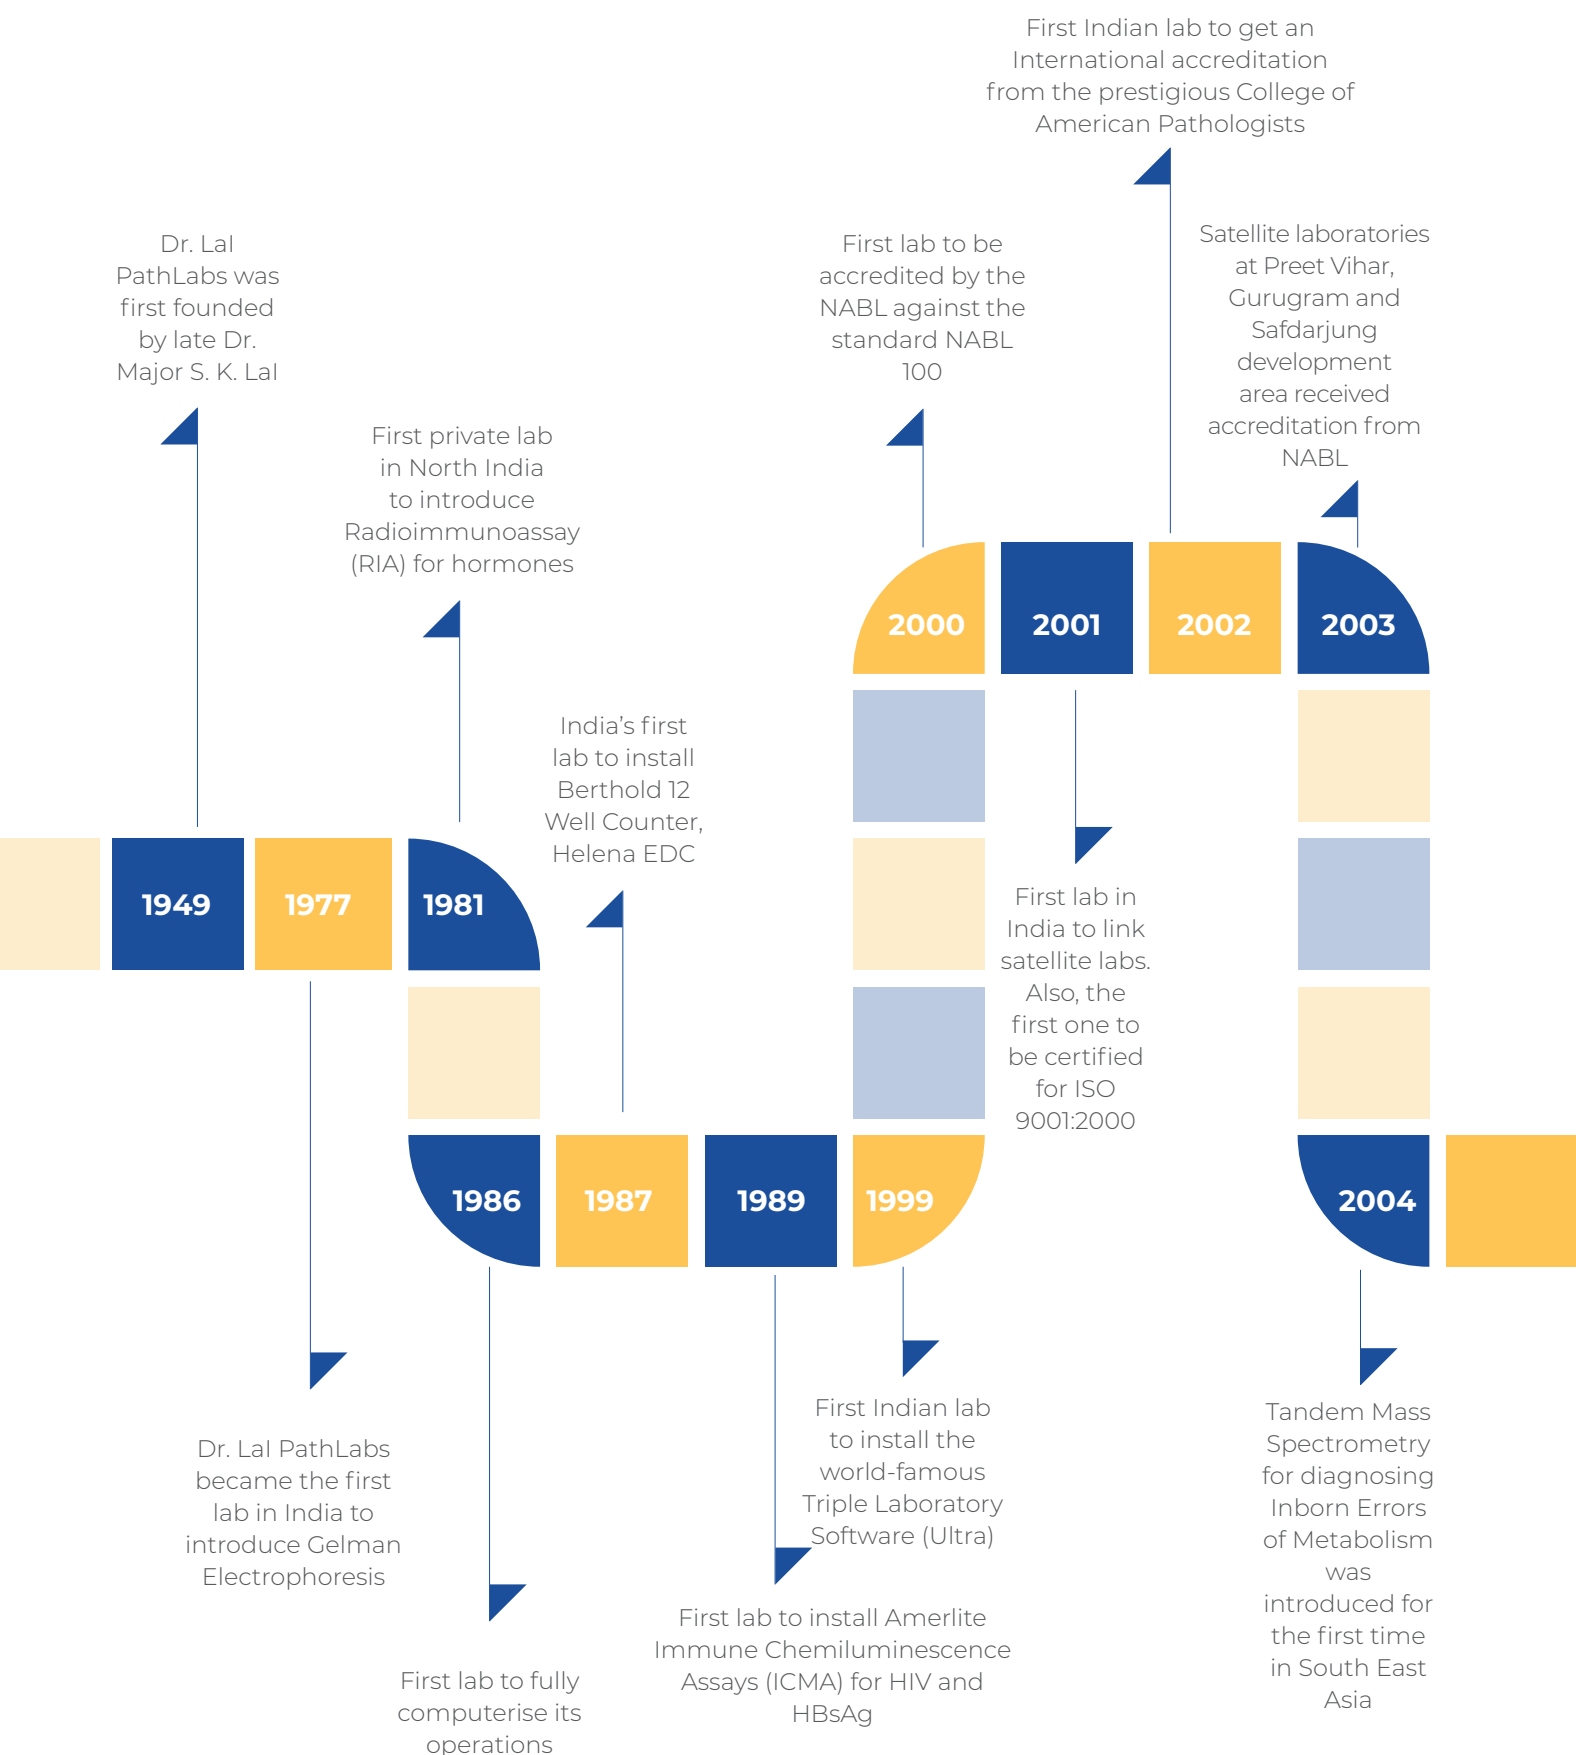 First Indian lab to get an
International accreditation
from the prestigious College of
American Pathologists
Dr. Lal
PathLabs was
first founded
by late Dr.
Major S. K. Lal
First lab to be
accredited by the
NABL against the
standard NABL
100
Satellite laboratories
at Preet Vihar,
Gurugram and
Safdarjung
development
area received
accreditation from
NABL
First private lab
in North India
to introduce
Radioimmunoassay
(RIA) for hormones
2000
2001
2002
2003
India’s first
lab to install
Berthold 12
Well Counter,
Helena EDC
1949
1977
1981
First lab in
India to link
satellite labs.
Also, the
first one to
be certified
for ISO
9001:2000
1986
1987
1989
1999
2004
Dr. Lal PathLabs
became the first
lab in India to
introduce Gelman
Electrophoresis
First Indian lab
to install the
world-famous
Triple Laboratory
Software (Ultra)
Tandem Mass
Spectrometry
for diagnosing
Inborn Errors
of Metabolism
was
introduced for
the first time
in South East
Asia
First lab to fully
computerise its
operations
First lab to install Amerlite
Immune Chemiluminescence
Assays (ICMA) for HIV and
HBsAg